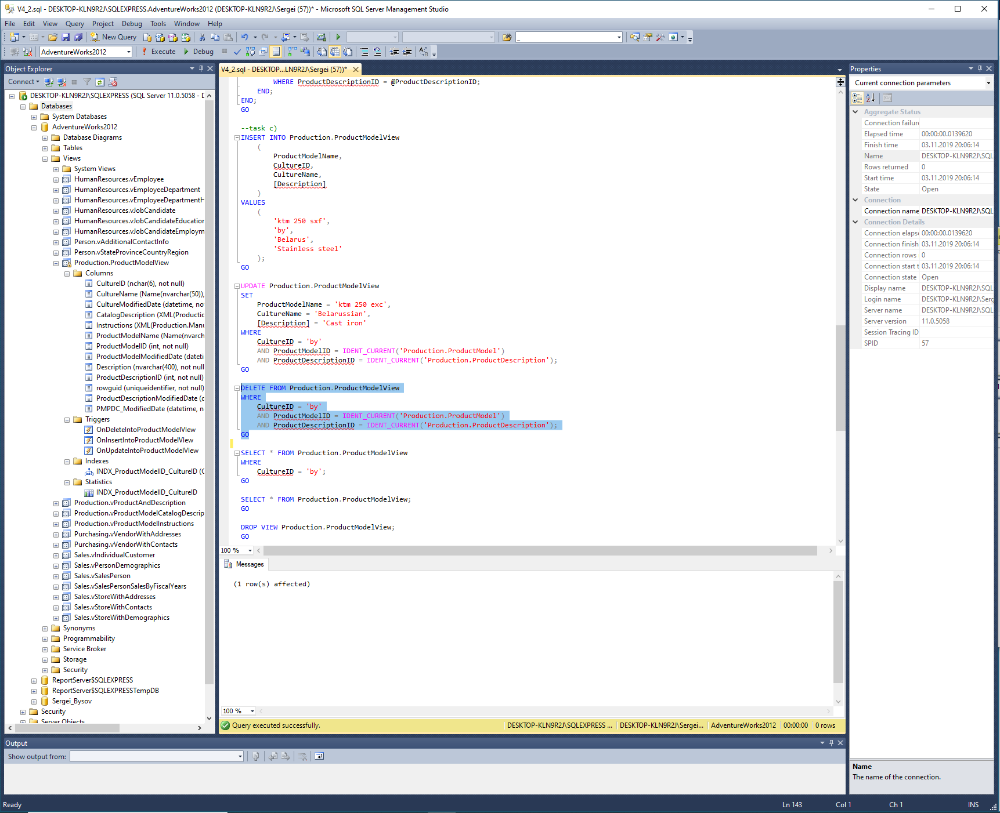 V4_2.sql - DESKTOP-KLN9R2J\SQLEXPRESS.AdventureWorks2012 (DESKTOP-KLN9R2J\Sergei (57))* - Microsoft SQL Server Management Studio
File Edit View Query Project Debug Tools Window Help
New Query
AdventureWorks2012 Execute Debug
Object Explorer
Connect
DESKTOP-KLN9R2J\SQLEXPRESS (SQL Server 11.0.5058 - D
Databases
System Databases
AdventureWorks2012
Database Diagrams
Tables
Views
System Views
HumanResources.vEmployee
HumanResources.vEmployeeDepartment
HumanResources.vEmployeeDepartmentH
HumanResources.vJobCandidate
HumanResources.vJobCandidateEducation
HumanResources.vJobCandidateEmploym
Person.vAdditionalContactInfo
Person.vStateProvinceCountryRegion
Production.ProductModelView
Columns
CultureID (nchar(6), not null)
CultureName (Name(nvarchar(50)),
CultureModifiedDate (datetime, no
CatalogDescription (XML(Productio
Instructions (XML(Production.Manu
ProductModelName (Name(nvarch
ProductModelID (int, not null)
ProductModelModifiedDate (dateti
Description (nvarchar(400), not null
ProductDescriptionID (int, not null)
rowguid (uniqueidentifier, not null)
ProductDescriptionModifiedDate (d
PMPDC_ModifiedDate (datetime, n
Triggers
OnDeleteIntoProductModelVIew
OnInsertIntoProductModelVIew
OnUpdateIntoProductModelVIew
Indexes
INDX_ProductModelID_CultureID (C
Statistics
INDX_ProductModelID_CultureID
Production.vProductAndDescription
Production.vProductModelCatalogDescrip
Production.vProductModelInstructions
Purchasing.vVendorWithAddresses
Purchasing.vVendorWithContacts
Sales.vIndividualCustomer
Sales.vPersonDemographics
Sales.vSalesPerson
Sales.vSalesPersonSalesByFiscalYears
Sales.vStoreWithAddresses
Sales.vStoreWithContacts
Sales.vStoreWithDemographics
Synonyms
Programmability
Service Broker
Storage
Security
ReportServer$SQLEXPRESS
ReportServer$SQLEXPRESSTempDB
Sergei_Bysov
Security
Server Objects
V4_2.sql - DESKTOP...LN9R2J\Sergei (57))*
WHERE ProductDescriptionID = @ProductDescriptionID;
END;
END;
GO
--task c)
INSERT INTO Production.ProductModelView
(
ProductModelName,
CultureID,
CultureName,
[Description]
)
VALUES
(
'ktm 250 sxf',
'by',
'Belarus',
'Stainless steel'
);
GO
UPDATE Production.ProductModelView
SET
ProductModelName = 'ktm 250 exc',
CultureName = 'Belarussian',
[Description] = 'Cast iron'
WHERE
CultureID = 'by'
AND ProductModelID = IDENT_CURRENT('Production.ProductModel')
AND ProductDescriptionID = IDENT_CURRENT('Production.ProductDescription');
GO
DELETE FROM Production.ProductModelView
WHERE
CultureID = 'by'
AND ProductModelID = IDENT_CURRENT('Production.ProductModel')
AND ProductDescriptionID = IDENT_CURRENT('Production.ProductDescription');
GO
SELECT * FROM Production.ProductModelView
WHERE
CultureID = 'by';
GO
SELECT * FROM Production.ProductModelView;
GO
DROP VIEW Production.ProductModelView;
GO
100 %
Messages
(1 row(s) affected)
100 %
Query executed successfully. DESKTOP-KLN9R2J\SQLEXPRESS ... DESKTOP-KLN9R2J\Sergei... AdventureWorks2012 00:00:00 0 rows
Properties
Current connection parameters
Aggregate Status
Connection failure
Elapsed time 00:00:00.0139620
Finish time 03.11.2019 20:06:14
Name DESKTOP-KLN9R2J\SQL
Rows returned 0
Start time 03.11.2019 20:06:14
State Open
Connection
Connection name DESKTOP-KLN9R2J\SQL
Connection Details
Connection elapse 00:00:00.0139620
Connection finish 03.11.2019 20:06:14
Connection rows 0
Connection start t 03.11.2019 20:06:14
Connection state Open
Display name DESKTOP-KLN9R2J\SQL
Login name DESKTOP-KLN9R2J\Serg
Server name DESKTOP-KLN9R2J\SQL
Server version 11.0.5058
Session Tracing ID
SPID 57
Name
The name of the connection.
Output
Show output from:
Ready Ln 143 Col 1 Ch 1 INS